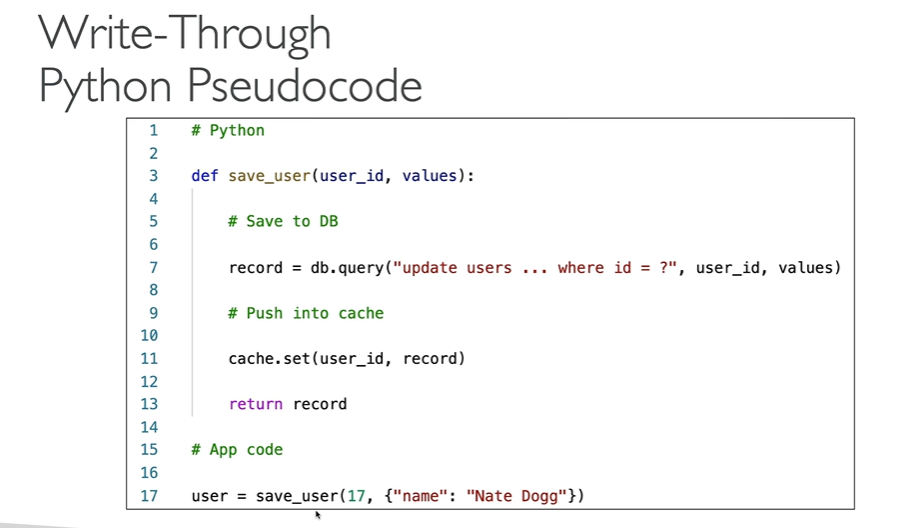 Write-Through
Python Pseudocode
1 # Python
2
3 def save_user(user_id, values):
4
5 # Save to DB
6
7 record = db.query("update users ... where id = ?", user_id, values)
8
9 # Push into cache
10
11 cache.set(user_id, record)
12
13 return record
14
15 # App code
16
17 user = save_user(17, {"name": "Nate Dogg"})